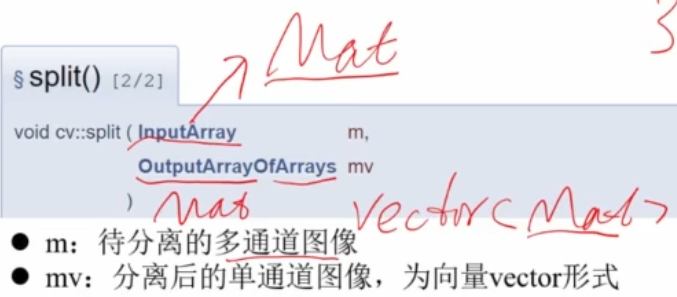 Mat
3
§ split() [2/2]
void cv::split ( InputArray m,
OutputArrayOfArrays mv
)
Mat vector<Mat>
● m：待分离的多通道图像
● mv：分离后的单通道图像，为向量vector形式